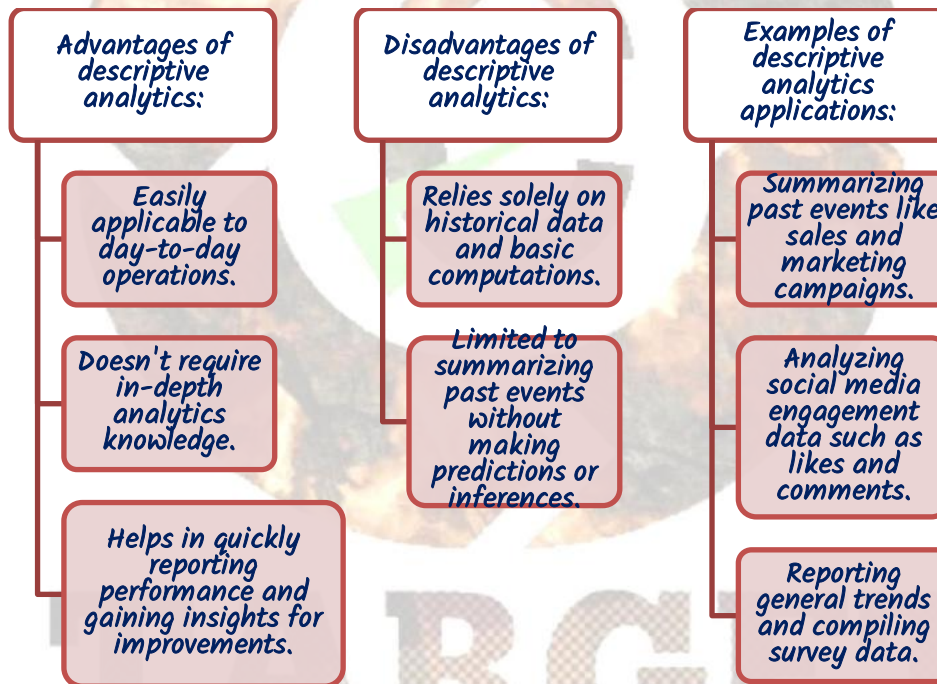 Advantages of
descriptive
analytics:
Easily
applicable to
day-to-day
operations.
Doesn't require
in-depth
analytics
knowledge.
Helps in quickly
reporting
performance and
gaining insights for
improvements.
Disadvantages of
descriptive
analytics:
Relies solely on
historical data
and basic
computations.
Limited to
summarizing
past events
without
making
predictions or
inferences.
Examples of
descriptive
analytics
applications:
Summarizing
past events like
sales and
marketing
campaigns.
Analyzing
social media
engagement
data such as
likes and
comments.
Reporting
general trends
and compiling
survey data.